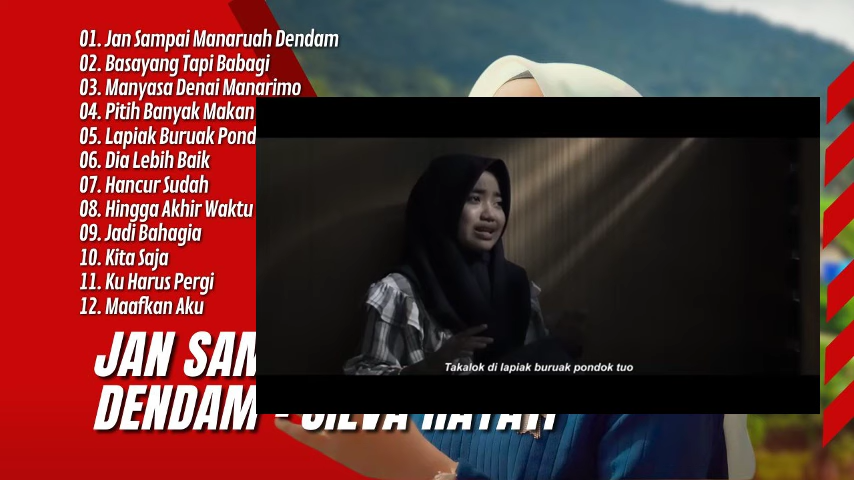 01. Jan Sampai Manaruah Dendam
02. Basayang Tapi Babagi
03. Manyasa Denai Manarimo
04. Pitih Banyak Makan
05. Lapiak Buruak Pond
06. Dia Lebih Baik
07. Hancur Sudah
08. Hingga Akhir Waktu
09. Jadi Bahagia
10. Kita Saja
11. Ku Harus Pergi
12. Maafkan Aku
Takalok di lapiak buruak pondok tuo
JAN SAM
DENDAM - SILVA HAYATI